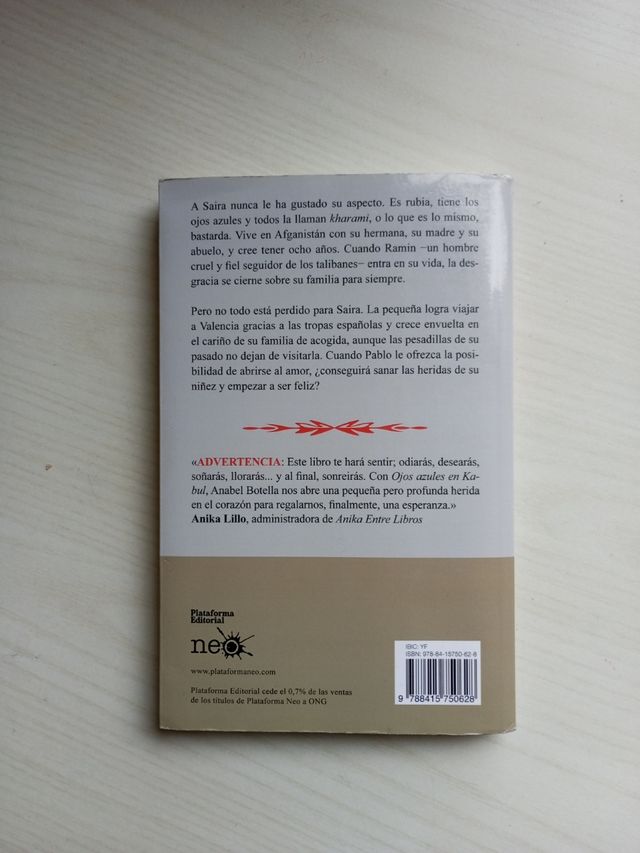 A Saira nunca le ha gustado su aspecto. Es rubia, tiene los
ojos azules y todos la llaman kharami, o lo que es lo mismo,
bastarda. Vive en Afganistán con su hermana, su madre y su
abuelo, y cree tener ocho años. Cuando Ramin −un hombre
cruel y fiel seguidor de los talibanes− entra en su vida, la des-
gracia se cierne sobre su familia para siempre.
Pero no todo está perdido para Saira. La pequeña logra viajar
a Valencia gracias a las tropas españolas y crece envuelta en
el cariño de su familia de acogida, aunque las pesadillas de su
pasado no dejan de visitarla. Cuando Pablo le ofrezca la posi-
bilidad de abrirse al amor, ¿conseguirá sanar las heridas de su
niñez y empezar a ser feliz?
«ADVERTENCIA: Este libro te hará sentir; odiarás, desearás,
soñarás, llorarás... y al final, sonreirás. Con Ojos azules en Ka-
bul, Anabel Botella nos abre una pequeña pero profunda herida
en el corazón para regalarnos, finalmente, una esperanza.»
Anika Lillo, administradora de Anika Entre Libros
Plataforma
Editorial
neo
www.plataformaneo.com
Plataforma Editorial cede el 0,7% de las ventas
de los títulos de Plataforma Neo a ONG
IBIC: YF
ISBN: 978-84-15750-62-8
9 788415 750628